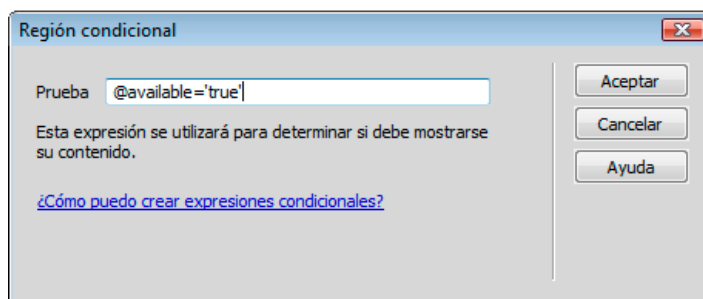 Región condicional
Prueba @available='true'
Esta expresión se utilizará para determinar si debe mostrarse
su contenido.
¿Cómo puedo crear expresiones condicionales?
Aceptar
Cancelar
Ayuda